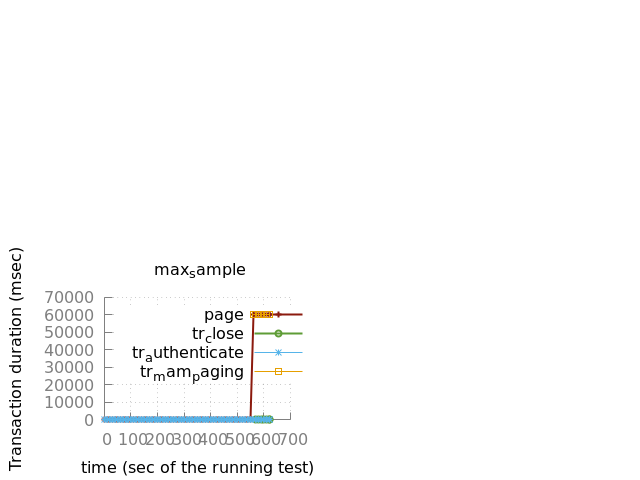 max_sample
Transaction duration (msec)
70000
60000
50000
40000
30000
20000
10000
0
page
tr_close
tr_authenticate
tr_mam_paging
0 100 200 300 400 500 600 700
time (sec of the running test)